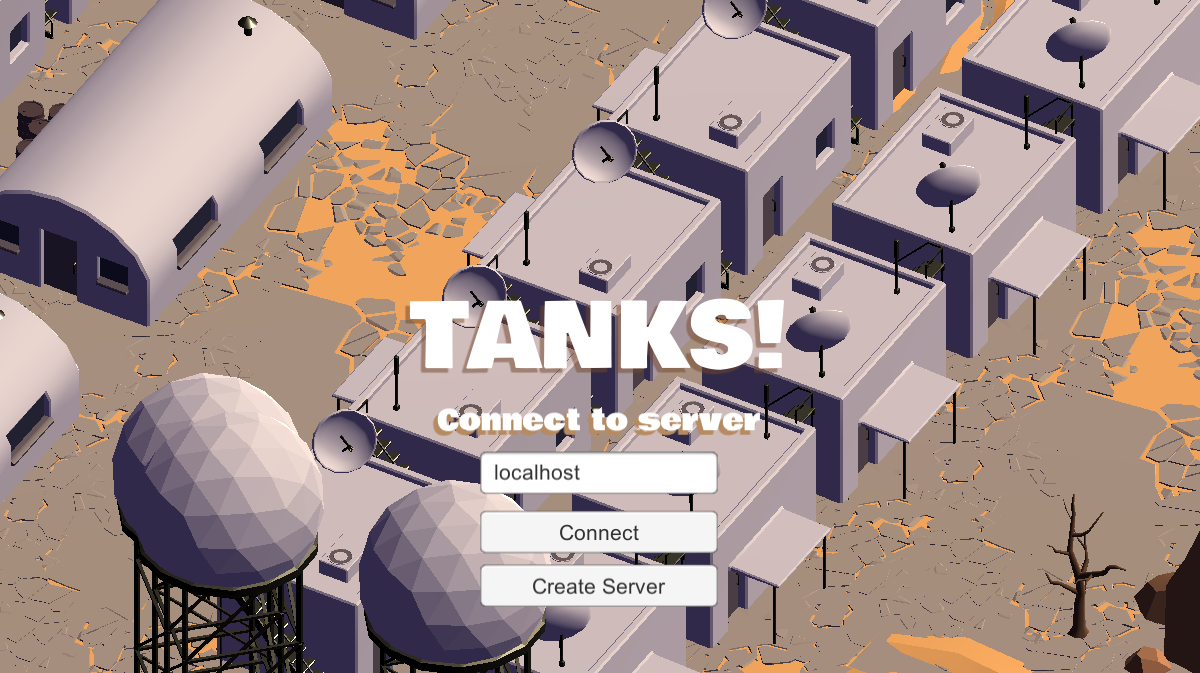 TANKS!
Connect to server
localhost
Connect
Create Server